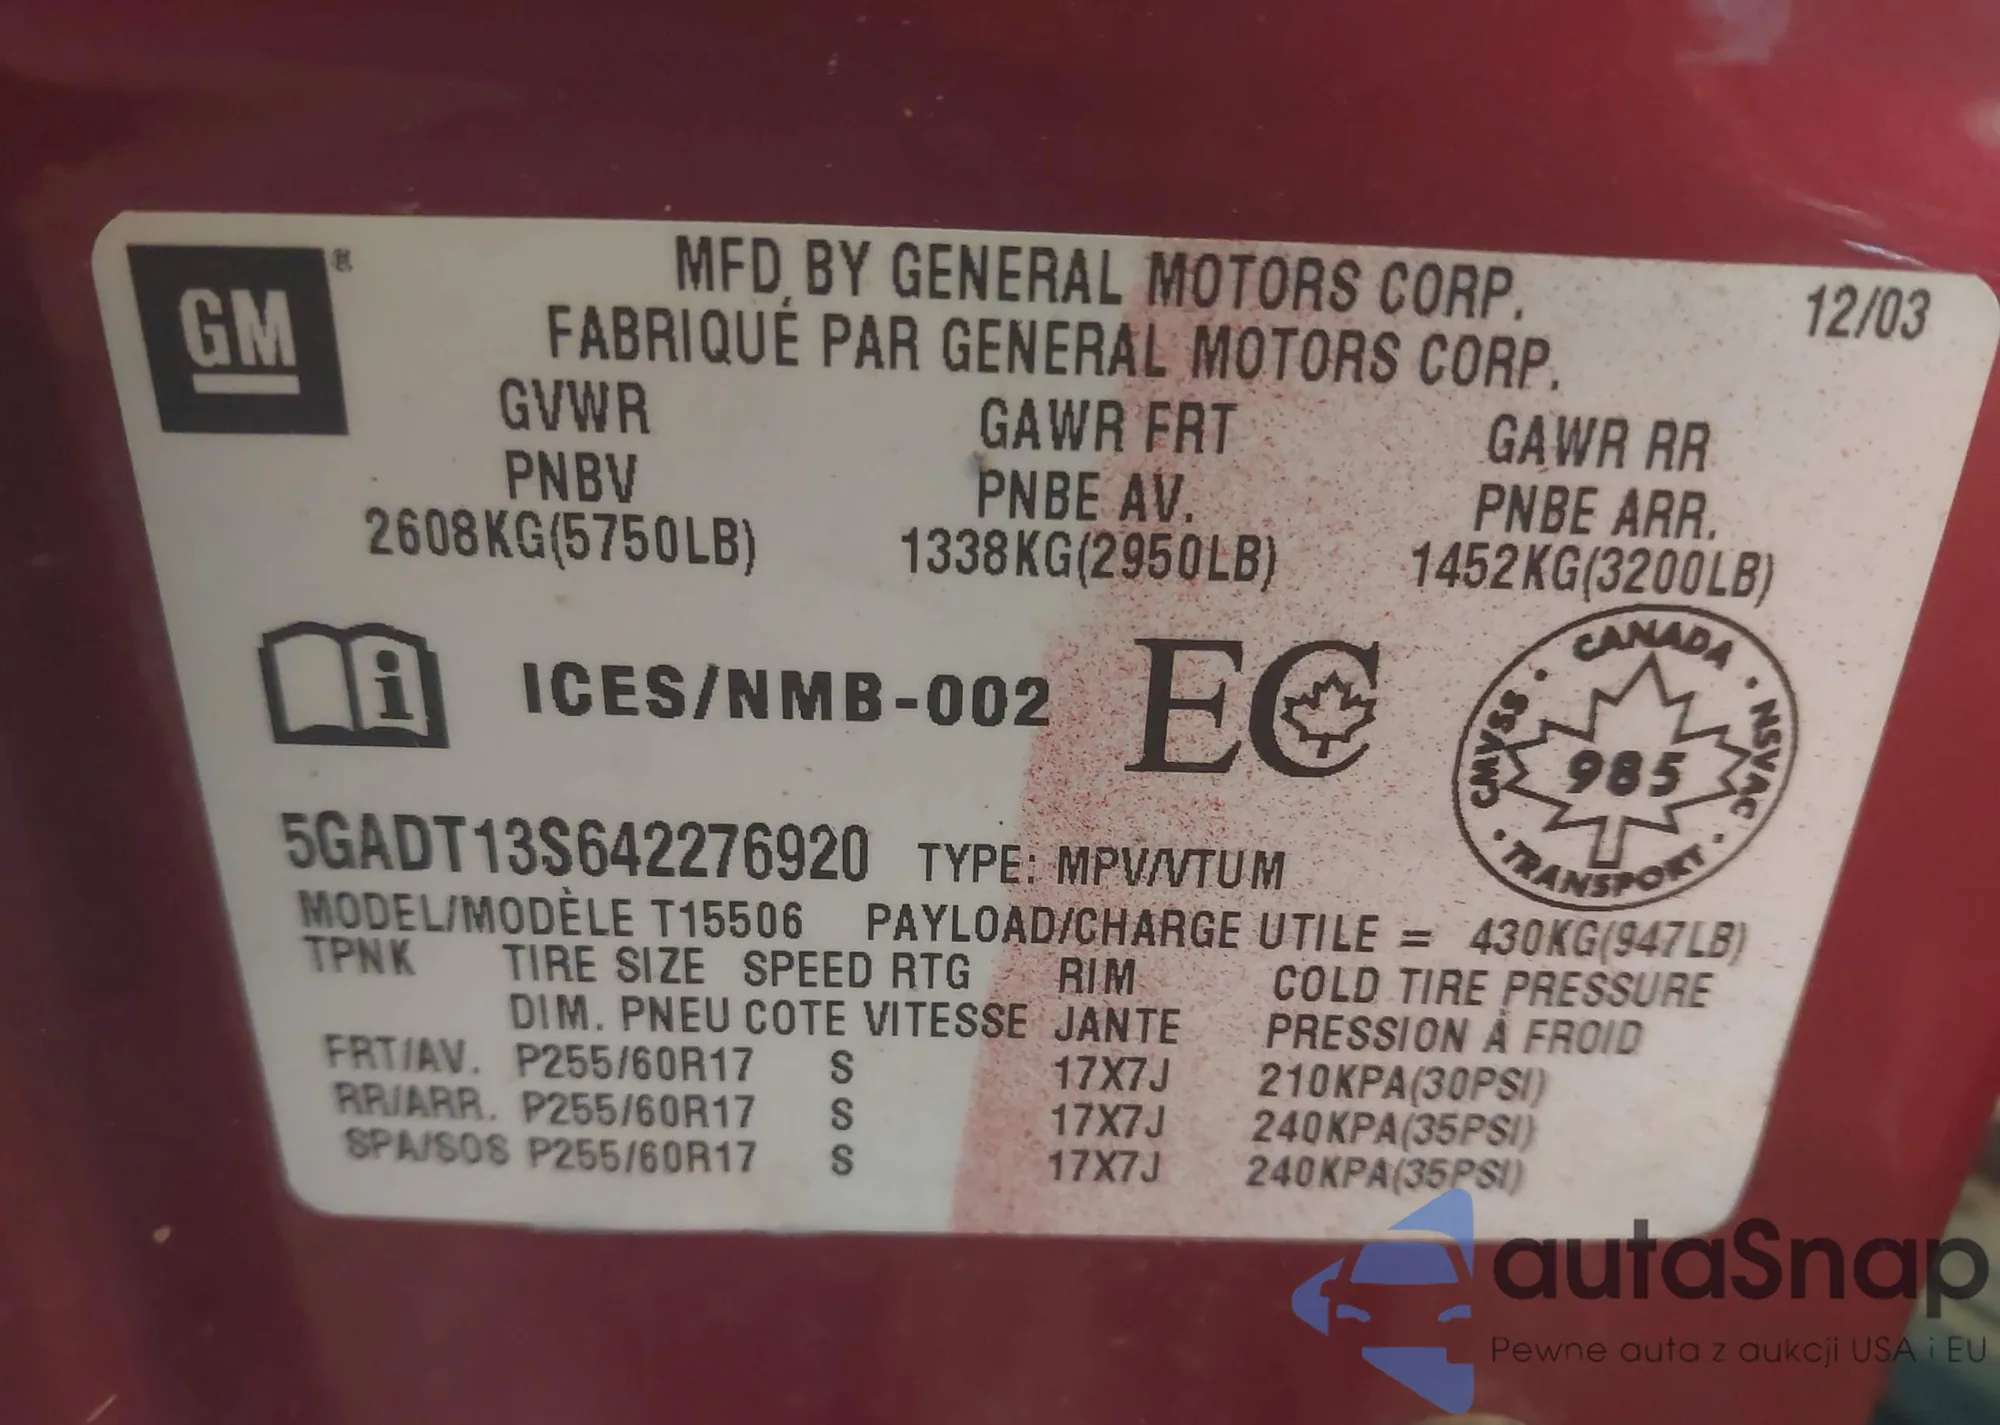 GM®
MFD BY GENERAL MOTORS CORP.
12/03
FABRIQUÉ PAR GENERAL MOTORS CORP.
GVWR GAWR FRT GAWR RR
PNBV PNBE AV. PNBE ARR.
2608KG(5750LB) 1338KG(2950LB) 1452KG(3200LB)
i ICES/NMB-002 EC
CANADA · NSVAC · TRANSPORT · CMVSS ·
985
5GADT13S642276920 TYPE: MPV/VTUM
MODEL/MODÈLE T15506 PAYLOAD/CHARGE UTILE = 430KG(947LB)
TPNK TIRE SIZE SPEED RTG RIM COLD TIRE PRESSURE
DIM. PNEU COTE VITESSE JANTE PRESSION À FROID
FRT/AV. P255/60R17 S 17X7J 210KPA(30PSI)
RR/ARR. P255/60R17 S 17X7J 240KPA(35PSI)
SPA/SOS P255/60R17 S 17X7J 240KPA(35PSI)
autaSnap
Pewne auta z aukcji USA i EU